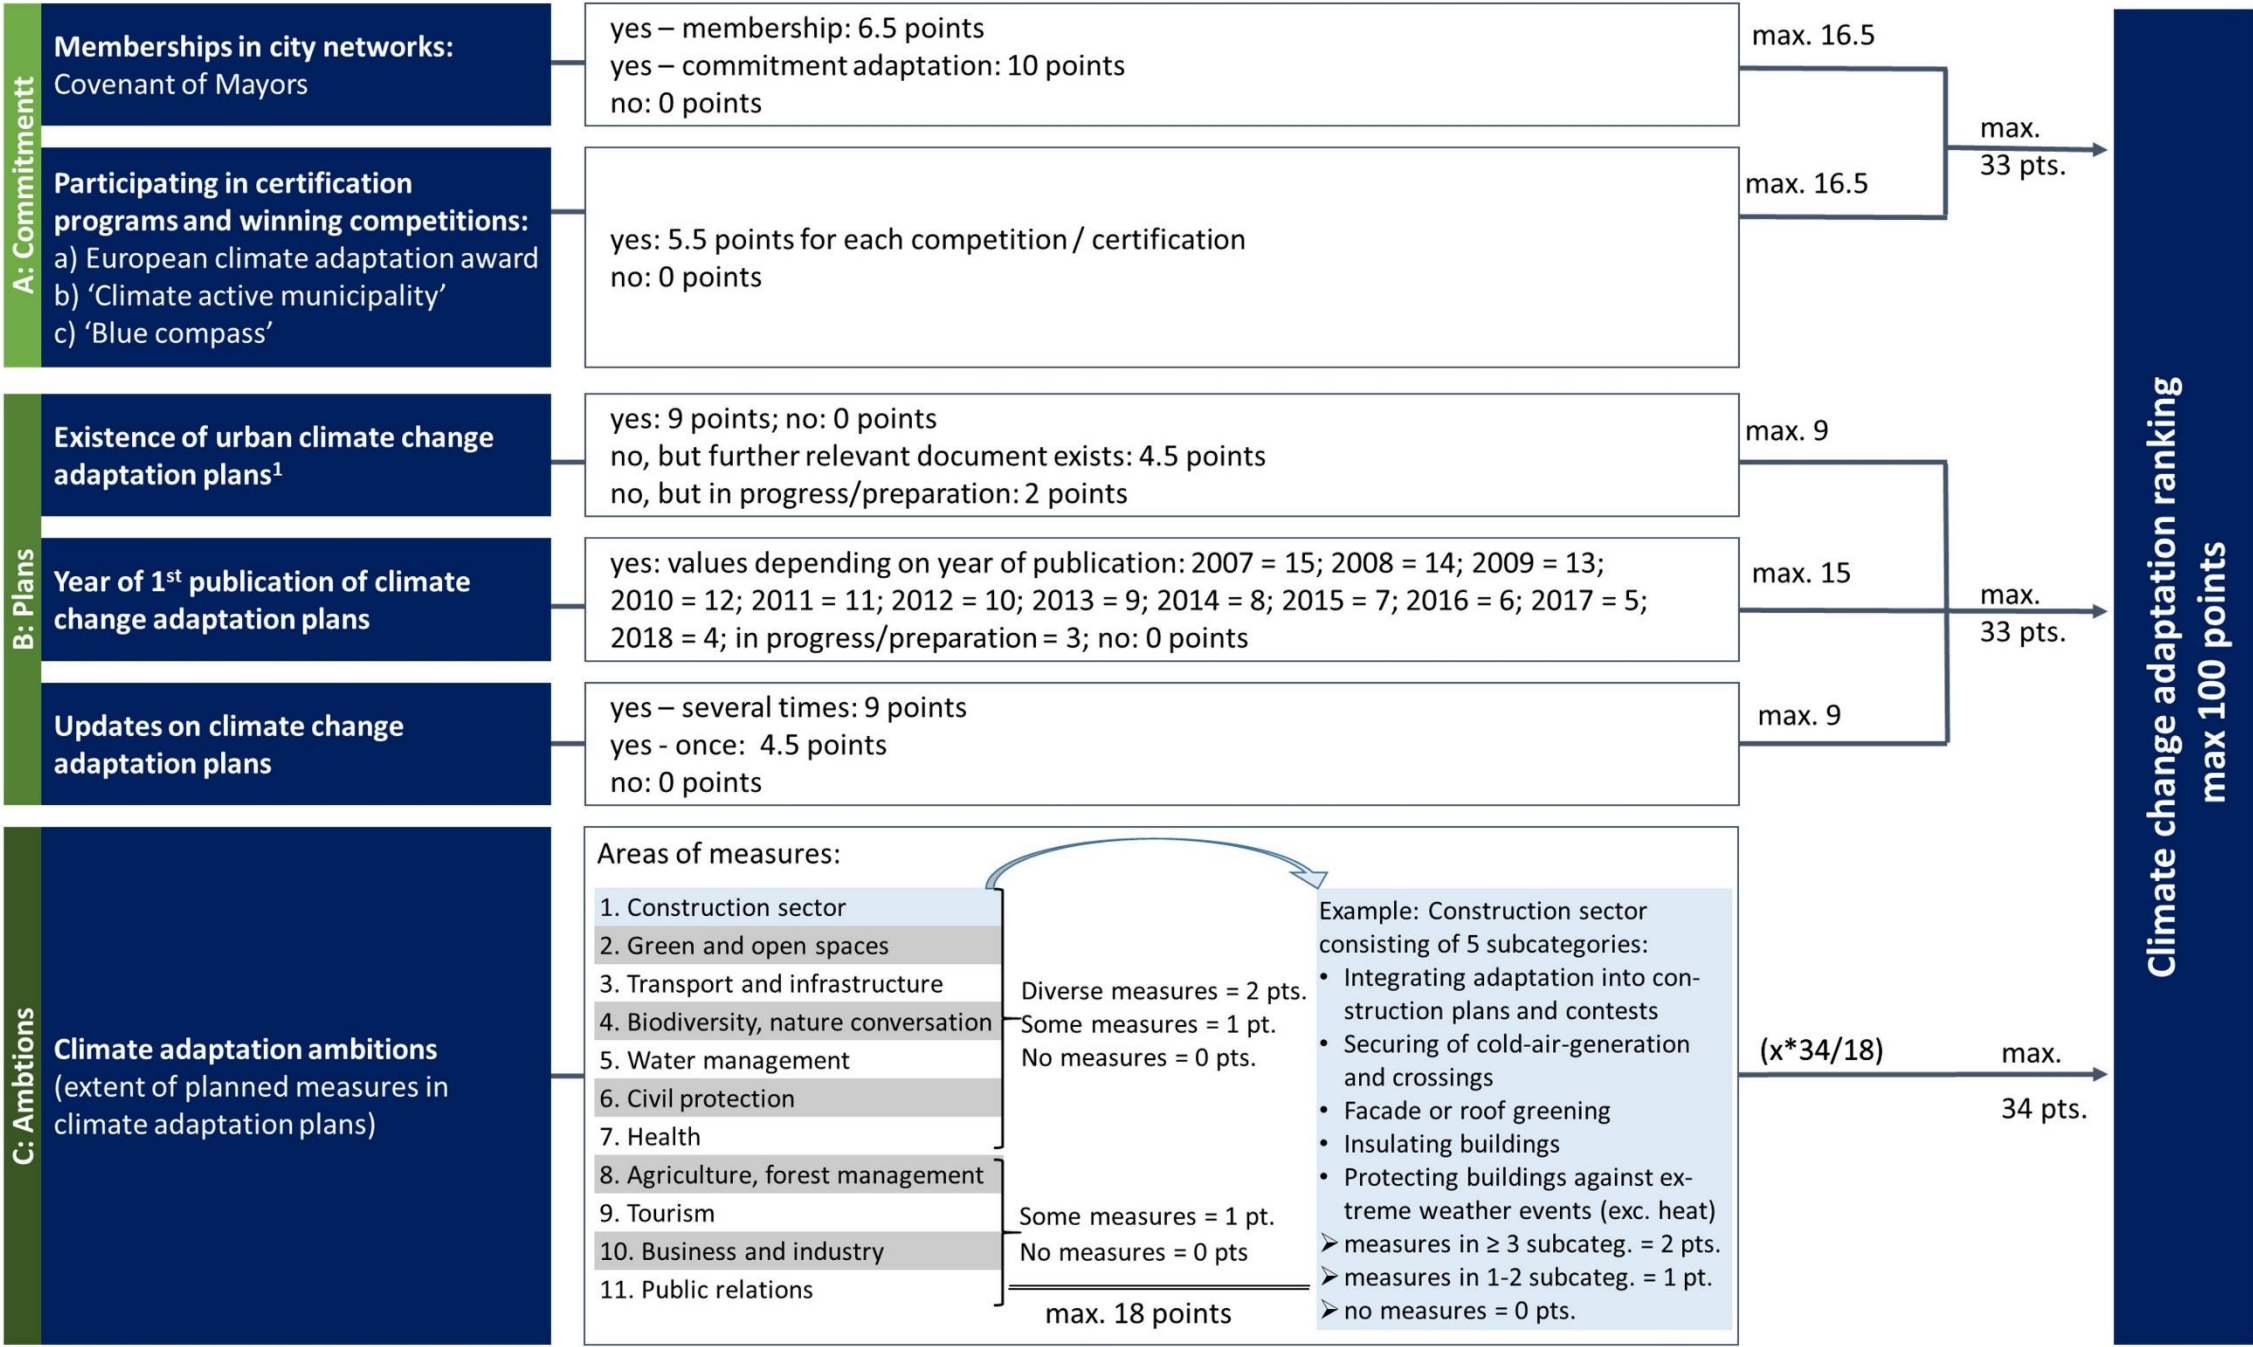 A: Commitmentt
Memberships in city networks:
Covenant of Mayors
yes – membership: 6.5 points
yes – commitment adaptation: 10 points
no: 0 points
max. 16.5
Participating in certification
programs and winning competitions:
a) European climate adaptation award
b) ‘Climate active municipality’
c) ‘Blue compass’
yes: 5.5 points for each competition / certification
no: 0 points
max. 16.5
max.
33 pts.
B: Plans
Existence of urban climate change
adaptation plans¹
yes: 9 points; no: 0 points
no, but further relevant document exists: 4.5 points
no, but in progress/preparation: 2 points
max. 9
Year of 1st publication of climate
change adaptation plans
yes: values depending on year of publication: 2007 = 15; 2008 = 14; 2009 = 13;
2010 = 12; 2011 = 11; 2012 = 10; 2013 = 9; 2014 = 8; 2015 = 7; 2016 = 6; 2017 = 5;
2018 = 4; in progress/preparation = 3; no: 0 points
max. 15
Updates on climate change
adaptation plans
yes – several times: 9 points
yes - once: 4.5 points
no: 0 points
max. 9
max.
33 pts.
C: Ambtions
Climate adaptation ambitions
(extent of planned measures in
climate adaptation plans)
Areas of measures:
1. Construction sector
2. Green and open spaces
3. Transport and infrastructure
4. Biodiversity, nature conversation
5. Water management
6. Civil protection
7. Health
8. Agriculture, forest management
9. Tourism
10. Business and industry
11. Public relations
Diverse measures = 2 pts.
Some measures = 1 pt.
No measures = 0 pts.
Some measures = 1 pt.
No measures = 0 pts
max. 18 points
Example: Construction sector
consisting of 5 subcategories:
• Integrating adaptation into con-
struction plans and contests
• Securing of cold-air-generation
and crossings
• Facade or roof greening
• Insulating buildings
• Protecting buildings against ex-
treme weather events (exc. heat)
➢ measures in ≥ 3 subcateg. = 2 pts.
➢ measures in 1-2 subcateg. = 1 pt.
➢ no measures = 0 pts.
(x*34/18)
max.
34 pts.
Climate change adaptation ranking
max 100 points